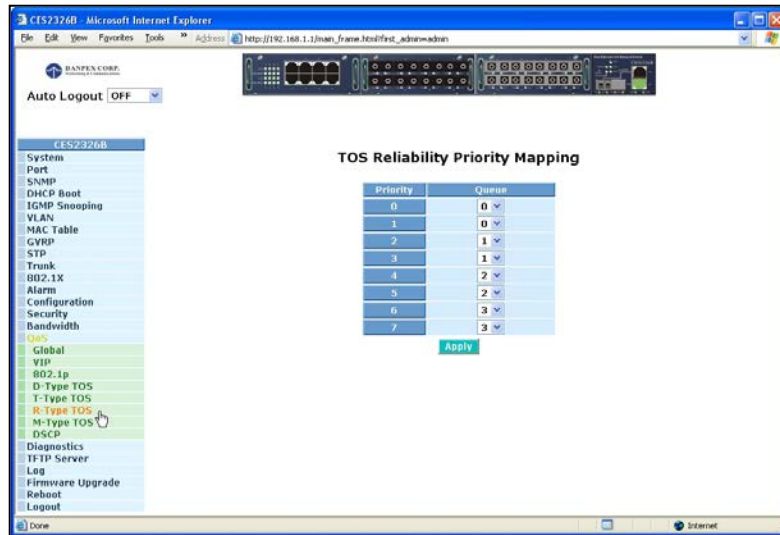 CES2326B - Microsoft Internet Explorer
File Edit View Favorites Tools » Address http://192.168.1.1/main_frame.html?first_admin=admin
DANPEX CORP.
Auto Logout OFF
CES2326B
System
Port
SNMP
DHCP Boot
IGMP Snooping
VLAN
MAC Table
GVRP
STP
Trunk
802.1X
Alarm
Configuration
Security
Bandwidth
QoS
Global
VIP
802.1p
D-Type TOS
T-Type TOS
R-Type TOS
M-Type TOS
DSCP
Diagnostics
TFTP Server
Log
Firmware Upgrade
Reboot
Logout
TOS Reliability Priority Mapping
Priority Queue
0 0
1 0
2 1
3 1
4 2
5 2
6 3
7 3
Apply
Done Internet